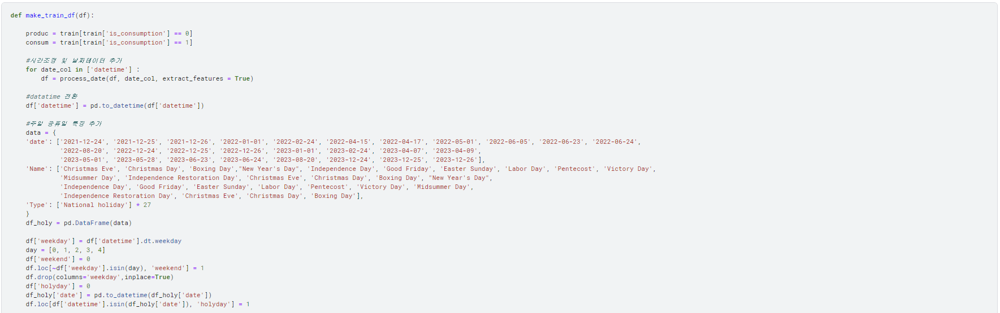 def make_train_df(df):
produc = train[train['is_consumption'] == 0]
consum = train[train['is_consumption'] == 1]
#시간조정 및 날짜데이터 추가
for date_col in ['datetime'] :
df = process_date(df, date_col, extract_features = True)
#datatime 전환
df['datetime'] = pd.to_datetime(df['datetime'])
#주말 공휴일 특징 추가
data = {
'date': ['2021-12-24', '2021-12-25', '2021-12-26', '2022-01-01', '2022-02-24', '2022-04-15', '2022-04-17', '2022-05-01', '2022-06-05', '2022-06-23', '2022-06-24',
'2022-08-20', '2022-12-24', '2022-12-25', '2022-12-26', '2023-01-01', '2023-02-24', '2023-04-07', '2023-04-09',
'2023-05-01', '2023-05-28', '2023-06-23', '2023-06-24', '2023-08-20', '2023-12-24', '2023-12-25', '2023-12-26'],
'Name': ['Christmas Eve', 'Christmas Day', 'Boxing Day',"New Year's Day", 'Independence Day', 'Good Friday', 'Easter Sunday', 'Labor Day', 'Pentecost', 'Victory Day',
'Midsummer Day', 'Independence Restoration Day', 'Christmas Eve', 'Christmas Day', 'Boxing Day', "New Year's Day",
'Independence Day', 'Good Friday', 'Easter Sunday', 'Labor Day', 'Pentecost', 'Victory Day', 'Midsummer Day',
'Independence Restoration Day', 'Christmas Eve', 'Christmas Day', 'Boxing Day'],
'Type': ['National holiday'] * 27
}
df_holy = pd.DataFrame(data)
df['weekday'] = df['datetime'].dt.weekday
day = [0, 1, 2, 3, 4]
df['weekend'] = 0
df.loc[~df['weekday'].isin(day), 'weekend'] = 1
df.drop(columns='weekday',inplace=True)
df['holyday'] = 0
df_holy['date'] = pd.to_datetime(df_holy['date'])
df.loc[df['datetime'].isin(df_holy['date']), 'holyday'] = 1